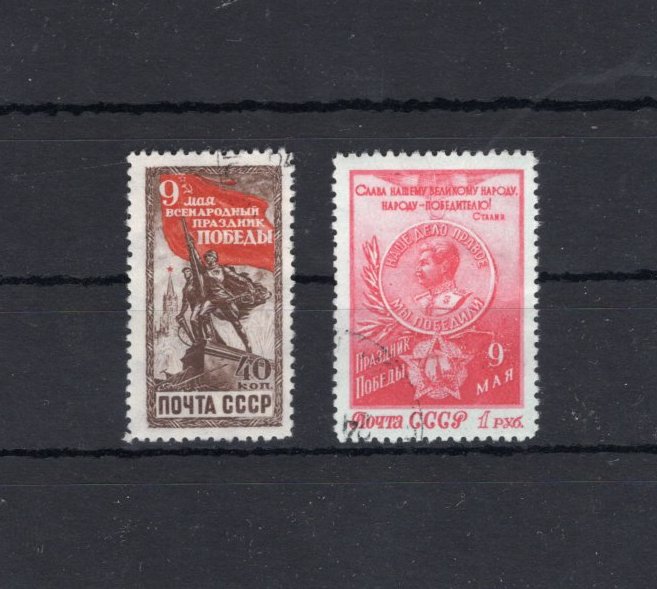 9 мая
ВСЕНАРОДНЫЙ
ПРАЗДНИК
ПОБЕДЫ
40
КОП.
ПОЧТА СССР
СЛАВА НАШЕМУ ВЕЛИКОМУ НАРОДУ,
НАРОДУ-ПОБЕДИТЕЛЮ!
СТАЛИН
НАШЕ ДЕЛО ПРАВОЕ
МЫ ПОБЕДИЛИ
ПРАЗДНИК
ПОБЕДЫ
9
МАЯ
ПОЧТА СССР 1 РУБ.